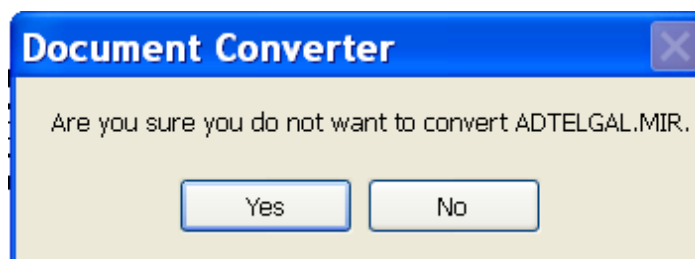 Document Converter
Are you sure you do not want to convert ADTELGAL.MIR.
Yes
No